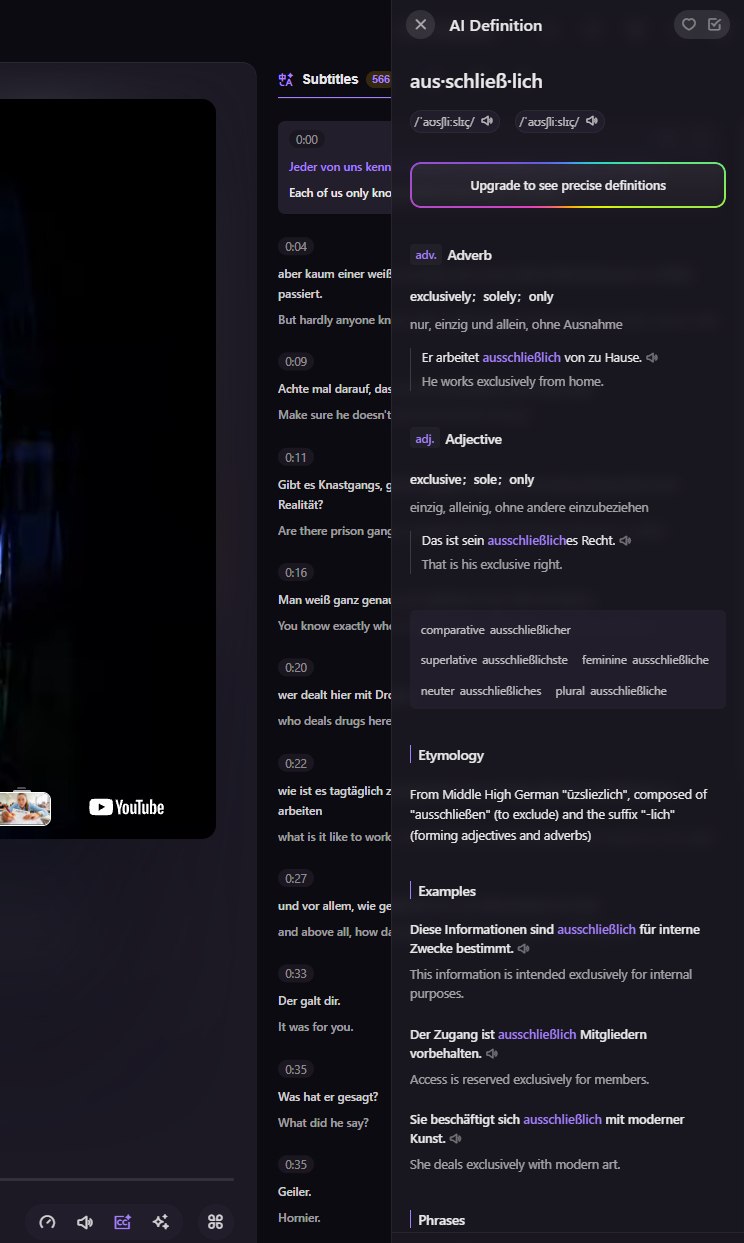 Subtitles 566
0:00
Jeder von uns kenn
Each of us only kno
0:04
aber kaum einer weiß
passiert.
But hardly anyone kn
0:09
Achte mal darauf, das
Make sure he doesn't
0:11
Gibt es Knastgangs, g
Realität?
Are there prison gang
0:16
Man weiß ganz genau
You know exactly who
0:20
wer dealt hier mit Dro
who deals drugs here
0:22
wie ist es tagtäglich z
arbeiten
what is it like to work
0:27
und vor allem, wie ge
and above all, how da
0:33
Der galt dir.
It was for you.
0:35
Was hat er gesagt?
What did he say?
0:35
Geiler.
Hornier.
YouTube
CC
AI Definition
aus·schließ·lich
/ˈaʊsʃliːslɪç/ /ˈaʊsʃliːslɪç/
Upgrade to see precise definitions
adv. Adverb
exclusively; solely; only
nur, einzig und allein, ohne Ausnahme
Er arbeitet ausschließlich von zu Hause.
He works exclusively from home.
adj. Adjective
exclusive; sole; only
einzig, alleinig, ohne andere einzubeziehen
Das ist sein ausschließliches Recht.
That is his exclusive right.
comparative ausschließlicher
superlative ausschließlichste feminine ausschließliche
neuter ausschließliches plural ausschließliche
Etymology
From Middle High German "ūzsliezlich", composed of
"ausschließen" (to exclude) and the suffix "-lich"
(forming adjectives and adverbs)
Examples
Diese Informationen sind ausschließlich für interne
Zwecke bestimmt.
This information is intended exclusively for internal
purposes.
Der Zugang ist ausschließlich Mitgliedern
vorbehalten.
Access is reserved exclusively for members.
Sie beschäftigt sich ausschließlich mit moderner
Kunst.
She deals exclusively with modern art.
Phrases